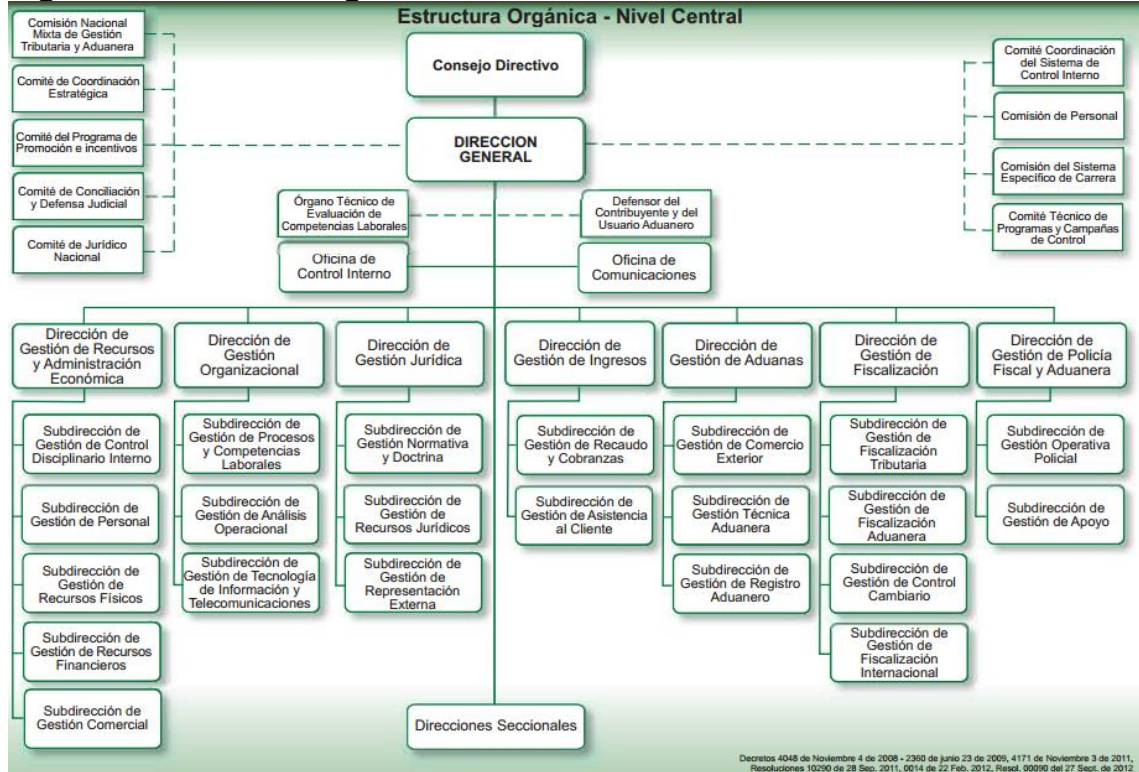 Estructura Orgánica - Nivel Central
Comisión Nacional
Mixta de Gestión
Tributaria y Aduanera
Comité de Coordinación
Estratégica
Comité del Programa de
Promoción e incentivos
Comité de Conciliación
y Defensa Judicial
Comité de Jurídico
Nacional
Consejo Directivo
DIRECCION
GENERAL
Comité Coordinación
del Sistema de
Control Interno
Comisión de Personal
Comisión del Sistema
Específico de Carrera
Comité Técnico de
Programas y Campañas
de Control
Órgano Técnico de
Evaluación de
Competencias Laborales
Defensor del
Contribuyente y del
Usuario Aduanero
Oficina de
Control Interno
Oficina de
Comunicaciones
Dirección de
Gestión de Recursos
y Administración
Económica
Subdirección de
Gestión de Control
Disciplinario Interno
Subdirección de
Gestión de Personal
Subdirección de
Gestión de
Recursos Físicos
Subdirección de
Gestión de Recursos
Financieros
Subdirección de
Gestión Comercial
Dirección de
Gestión
Organizacional
Subdirección de
Gestión de Procesos
y Competencias
Laborales
Subdirección de
Gestión de Análisis
Operacional
Subdirección de
Gestión de Tecnología
de Información y
Telecomunicaciones
Dirección de
Gestión Jurídica
Subdirección de
Gestión Normativa
y Doctrina
Subdirección de
Gestión de
Recursos Jurídicos
Subdirección de
Gestión de
Representación
Externa
Dirección de
Gestión de Ingresos
Subdirección de
Gestión de Recaudo
y Cobranzas
Subdirección de
Gestión de Asistencia
al Cliente
Dirección de
Gestión de Aduanas
Subdirección de
Gestión de Comercio
Exterior
Subdirección de
Gestión Técnica
Aduanera
Subdirección de
Gestión de Registro
Aduanero
Dirección de
Gestión de
Fiscalización
Subdirección de
Gestión de
Fiscalización
Tributaria
Subdirección de
Gestión de
Fiscalización
Aduanera
Subdirección de
Gestión de Control
Cambiario
Subdirección de
Gestión de
Fiscalización
Internacional
Dirección de
Gestión de Policía
Fiscal y Aduanera
Subdirección de
Gestión Operativa
Policial
Subdirección de
Gestión de Apoyo
Direcciones Seccionales
Decretos 4048 de Noviembre 4 de 2008 - 2360 de junio 23 de 2009, 4171 de Noviembre 3 de 2011,
Resoluciones 10290 de 28 Sep. 2011, 0014 de 22 Feb. 2012, Resol. 00090 del 27 Sept. de 2012